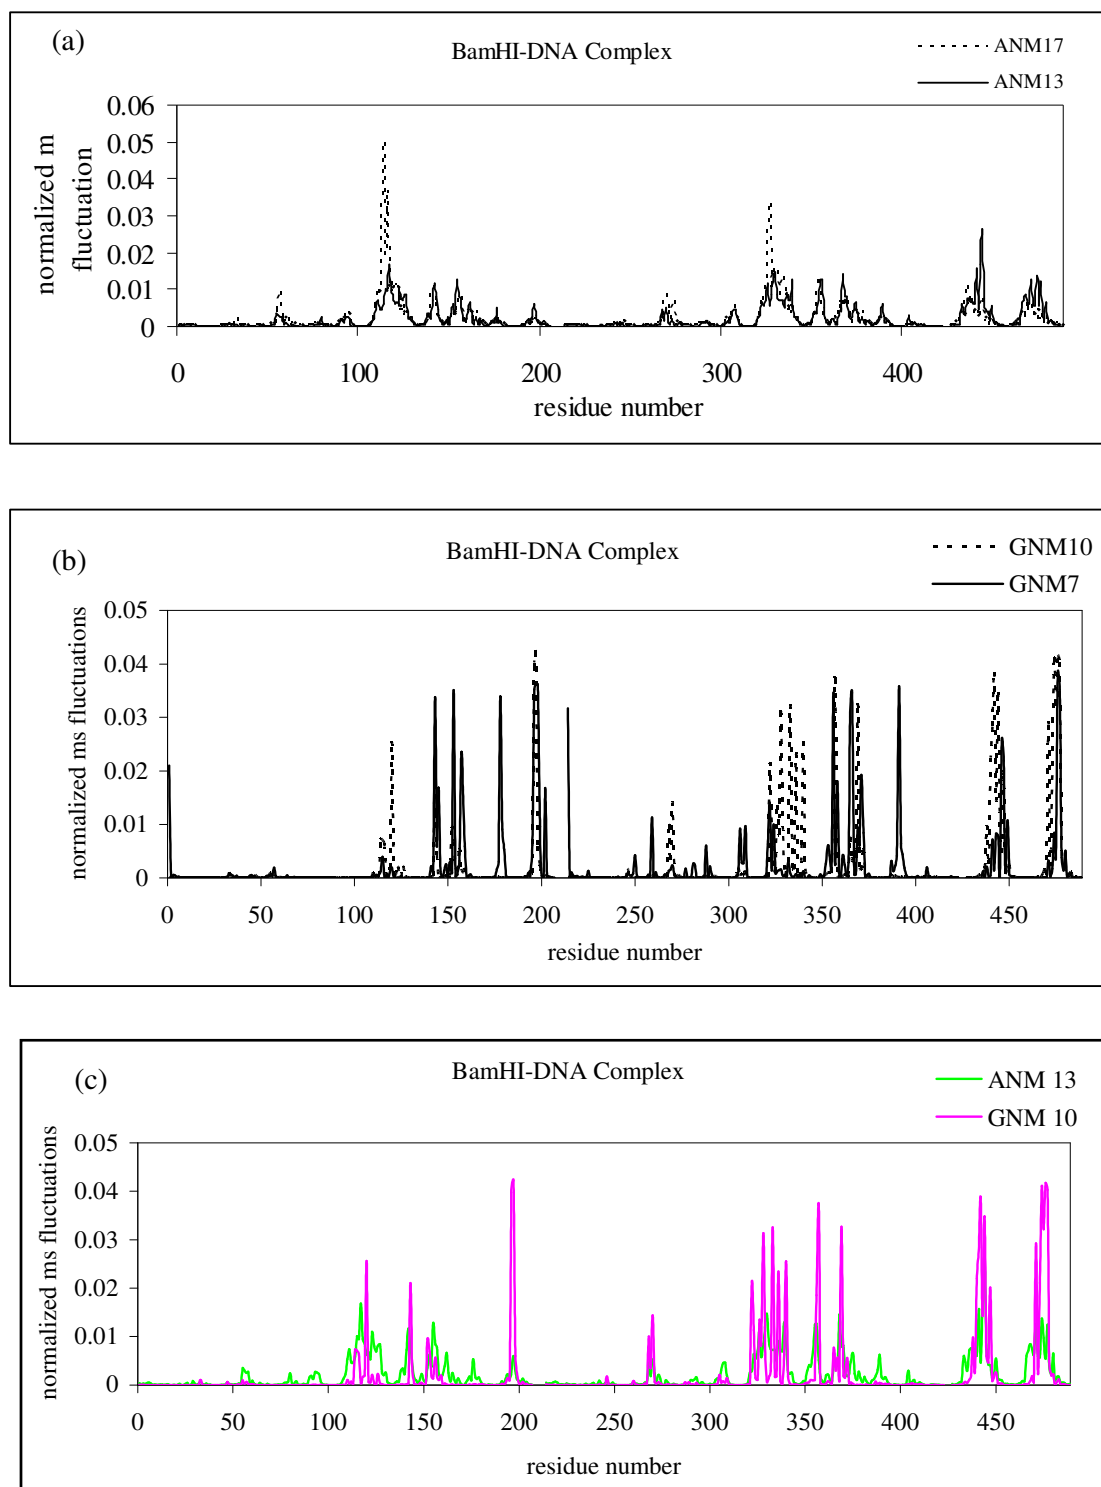 (a)
BamHI-DNA Complex
ANM17
ANM13
normalized m
fluctuation
0.06
0.05
0.04
0.03
0.02
0.01
0
0 100 200 300 400
residue number
(b)
BamHI-DNA Complex
GNM10
GNM7
normalized ms fluctuations
0.05
0.04
0.03
0.02
0.01
0
0 50 100 150 200 250 300 350 400 450
residue number
(c)
BamHI-DNA Complex
ANM 13
GNM 10
normalized ms fluctuations
0.05
0.04
0.03
0.02
0.01
0
0 50 100 150 200 250 300 350 400 450
residue number